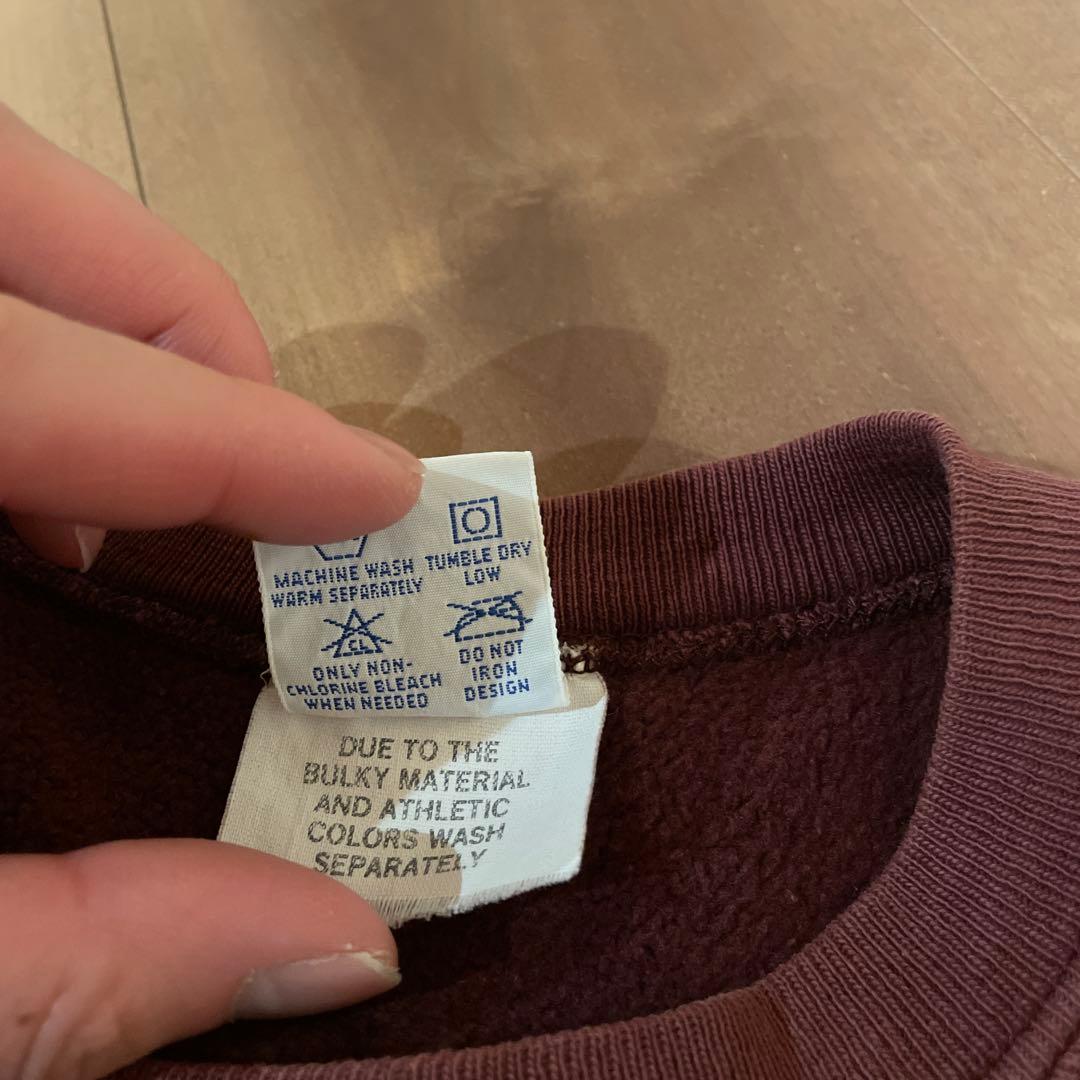 MACHINE WASH
WARM SEPARATELY
TUMBLE DRY
LOW
CL
ONLY NON-
CHLORINE BLEACH
WHEN NEEDED
DO NOT
IRON
DESIGN
DUE TO THE
BULKY MATERIAL
AND ATHLETIC
COLORS WASH
SEPARATELY